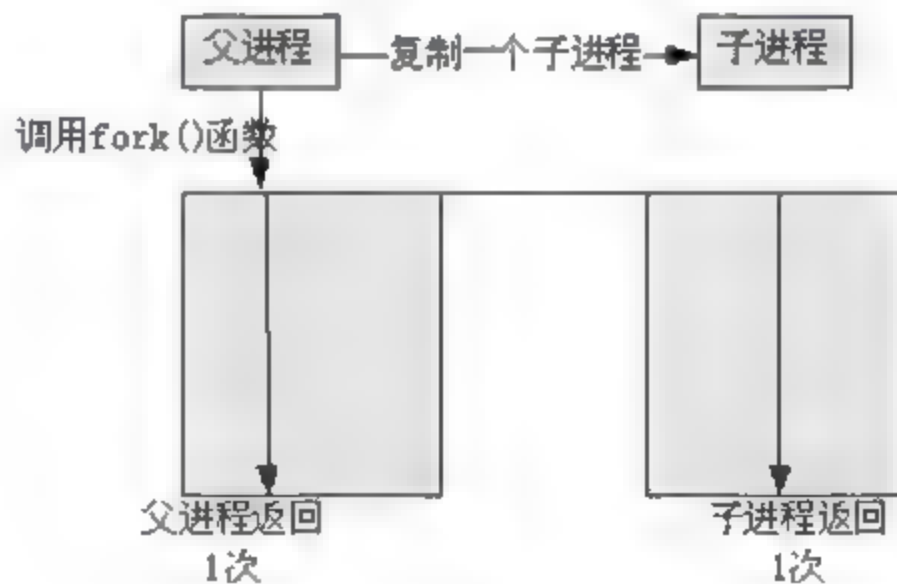 父进程
复制一个子进程
子进程
调用fork()函数
父进程返回
1次
子进程返回
1次